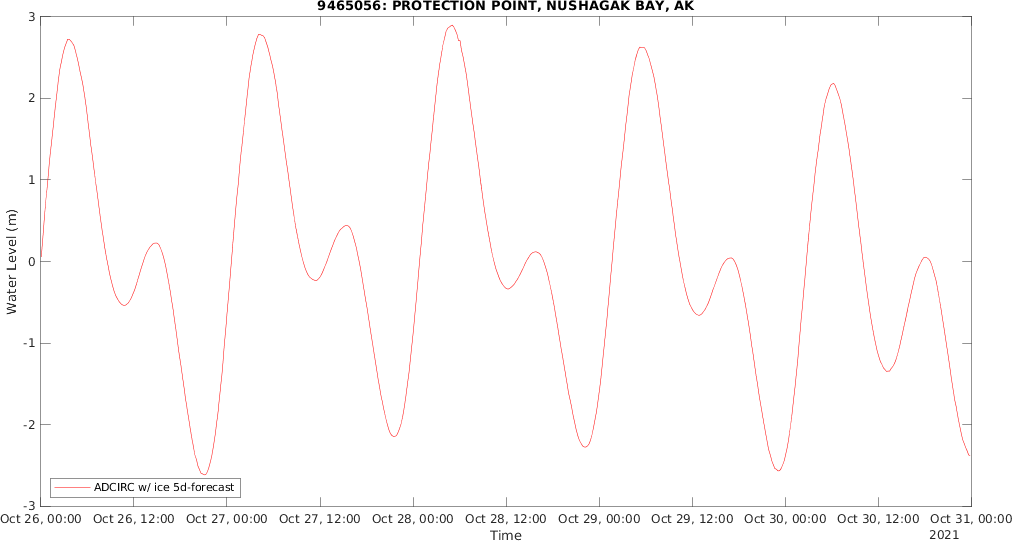 9465056: PROTECTION POINT, NUSHAGAK BAY, AK
3
2
1
0
-1
-2
-3
Water Level (m)
ADCIRC w/ ice 5d-forecast
Oct 26, 00:00 Oct 26, 12:00 Oct 27, 00:00 Oct 27, 12:00 Oct 28, 00:00 Oct 28, 12:00 Oct 29, 00:00 Oct 29, 12:00 Oct 30, 00:00 Oct 30, 12:00 Oct 31, 00:00
Time
2021